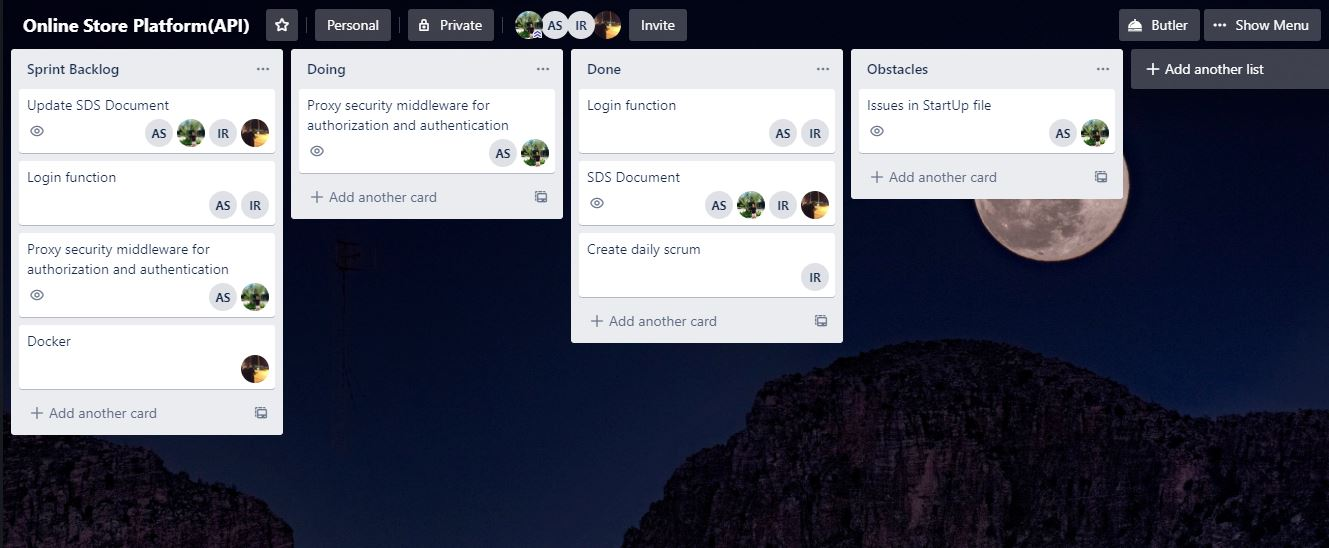 Online Store Platform(API)
Personal
Private
AS
IR
Invite
Butler
Show Menu
Sprint Backlog
Update SDS Document
AS
IR
Login function
AS
IR
Proxy security middleware for
authorization and authentication
AS
Docker
Add another card
Doing
Proxy security middleware for
authorization and authentication
AS
Add another card
Done
Login function
AS
IR
SDS Document
AS
IR
Create daily scrum
IR
Add another card
Obstacles
Issues in StartUp file
AS
Add another card
Add another list